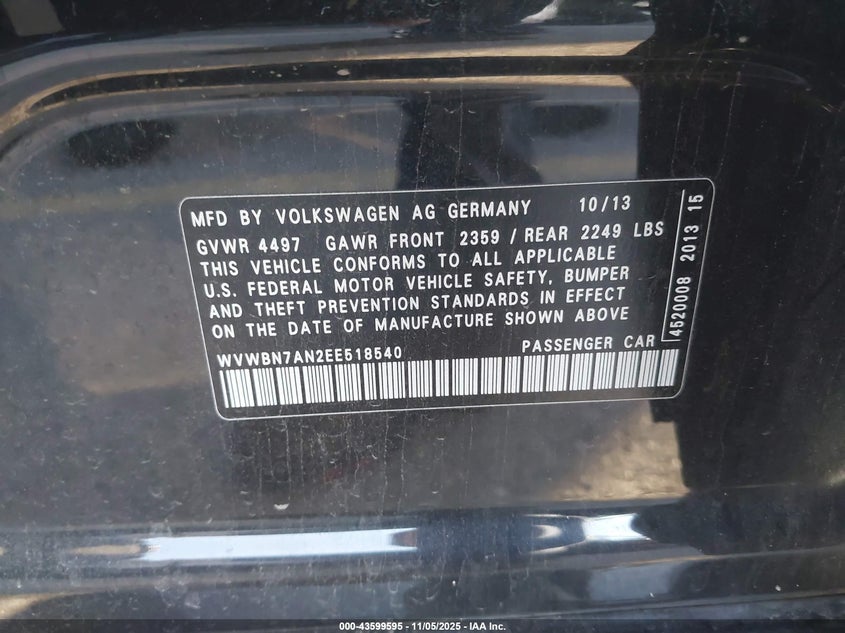 MFD BY VOLKSWAGEN AG GERMANY 10/13
GVWR 4497 GAWR FRONT 2359 / REAR 2249 LBS
THIS VEHICLE CONFORMS TO ALL APPLICABLE
U.S. FEDERAL MOTOR VEHICLE SAFETY, BUMPER
AND THEFT PREVENTION STANDARDS IN EFFECT
ON THE DATE OF MANUFACTURE SHOWN ABOVE
WVWBN7AN2EE518540 PASSENGER CAR
4520008 2013 15
000-43599595 - 11/05/2025 - IAA Inc.